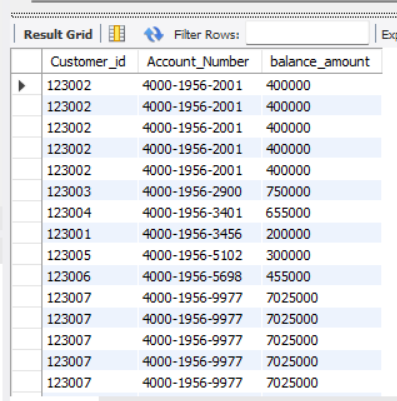 Result Grid Filter Rows: Exp
Customer_id Account_Number balance_amount
123002 4000-1956-2001 400000
123002 4000-1956-2001 400000
123002 4000-1956-2001 400000
123002 4000-1956-2001 400000
123002 4000-1956-2001 400000
123003 4000-1956-2900 750000
123004 4000-1956-3401 655000
123001 4000-1956-3456 200000
123005 4000-1956-5102 300000
123006 4000-1956-5698 455000
123007 4000-1956-9977 7025000
123007 4000-1956-9977 7025000
123007 4000-1956-9977 7025000
123007 4000-1956-9977 7025000
123007 4000-1956-9977 7025000